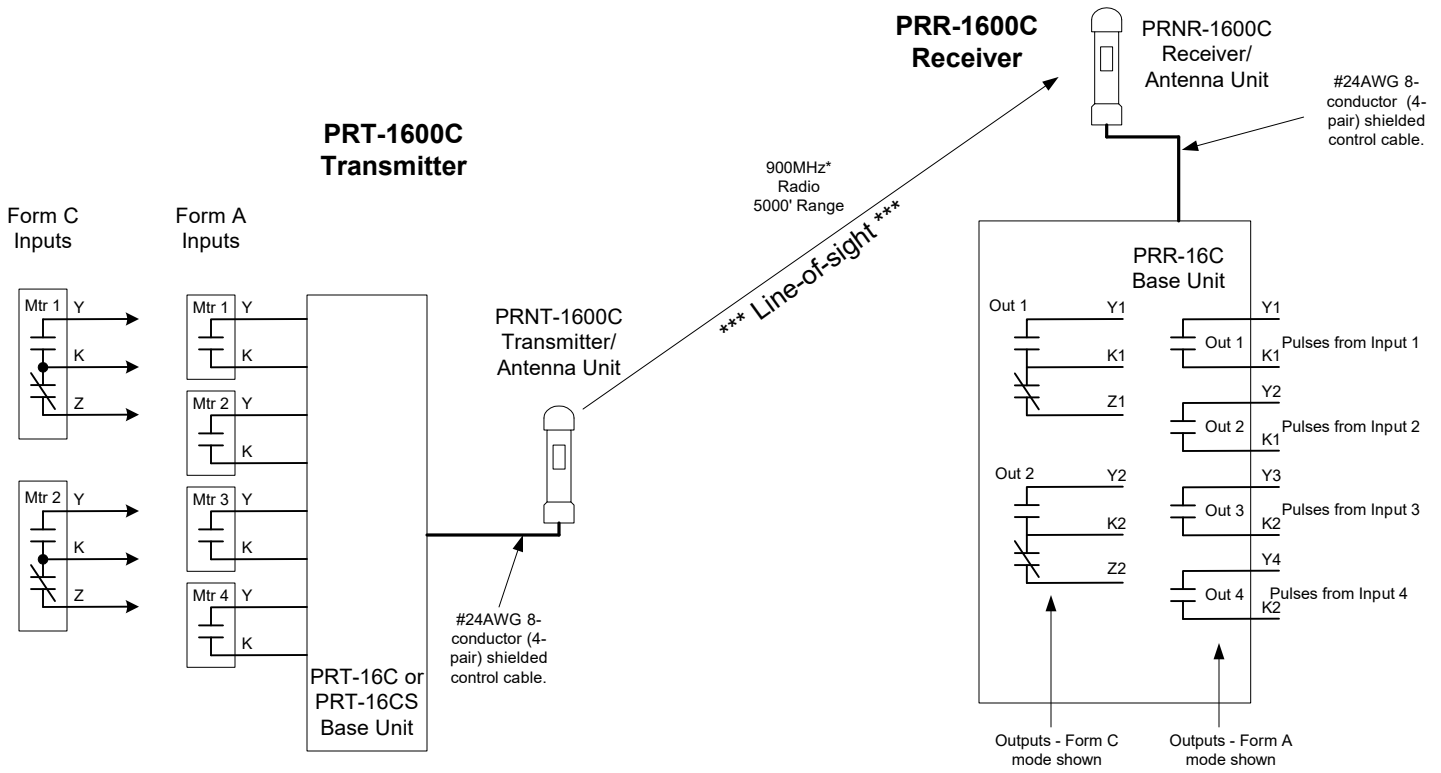 PRR-1600C
Receiver
PRNR-1600C
Receiver/
Antenna Unit
#24AWG 8-
conductor (4-
pair) shielded
control cable.
PRT-1600C
Transmitter
900MHz*
Radio
5000' Range
*** Line-of-sight ***
Form C
Inputs
Form A
Inputs
Mtr 1
Y
K
Z
Mtr 2
Y
K
Z
Mtr 1
Y
K
Mtr 2
Y
K
Mtr 3
Y
K
Mtr 4
Y
K
PRT-16C or
PRT-16CS
Base Unit
PRNT-1600C
Transmitter/
Antenna Unit
#24AWG 8-
conductor (4-
pair) shielded
control cable.
PRR-16C
Base Unit
Out 1
Y1
K1
Z1
Out 2
Y2
K2
Z2
Y1
Out 1
K1
Pulses from Input 1
Y2
Out 2
K1
Pulses from Input 2
Y3
Out 3
K2
Pulses from Input 3
Y4
Out 4
K2
Pulses from Input 4
Outputs - Form C
mode shown
Outputs - Form A
mode shown